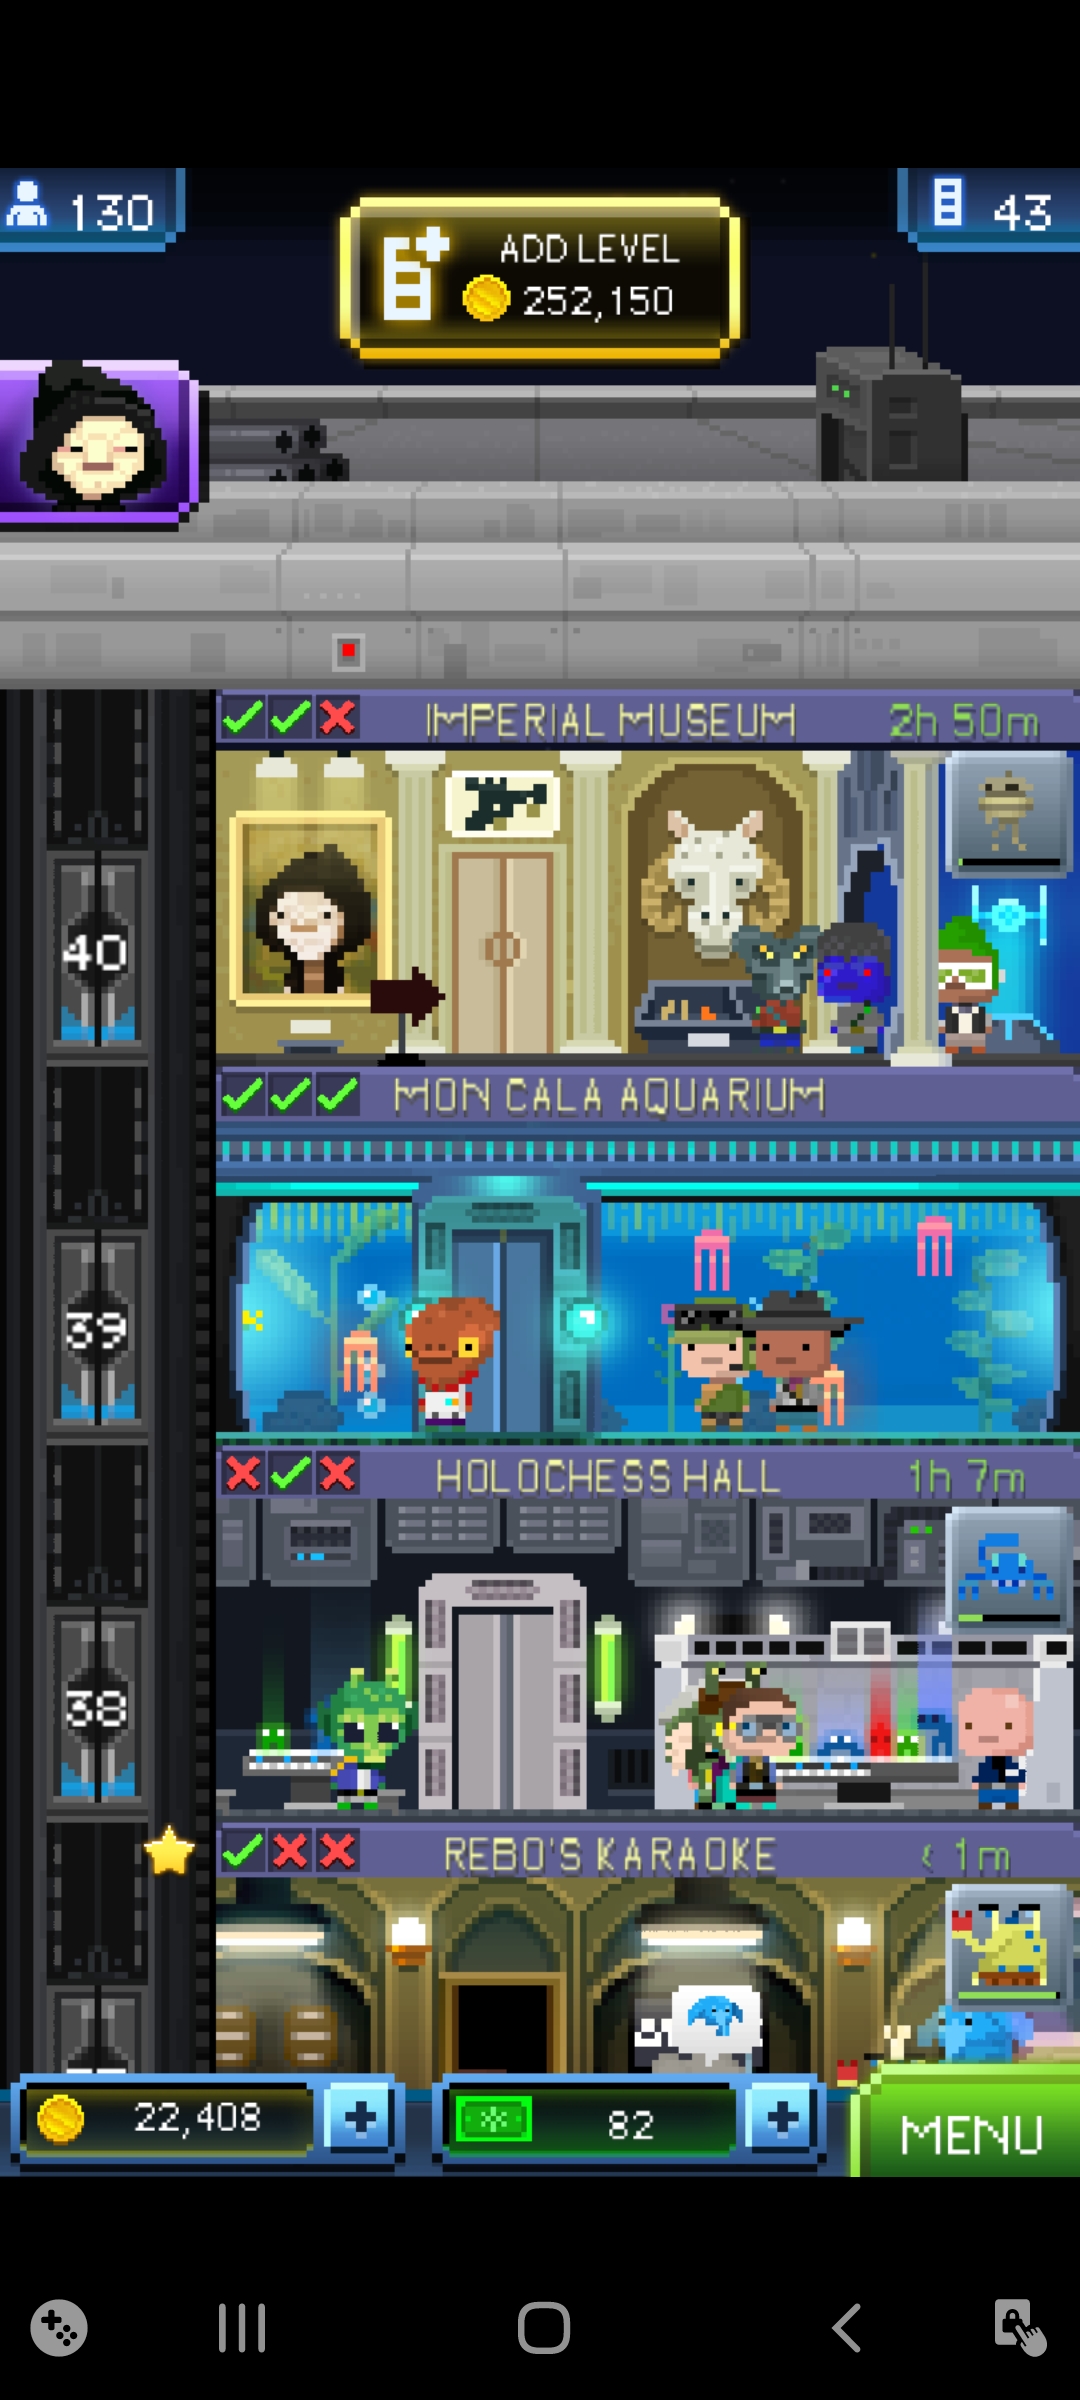 130
ADD LEVEL
252,150
43
IMPERIAL MUSEUM 2h 50m
40
MON CALA AQUARIUM
39
HOLOCHESS HALL 1h 7m
38
REBO'S KARAOKE < 1m
22,408
82
MENU